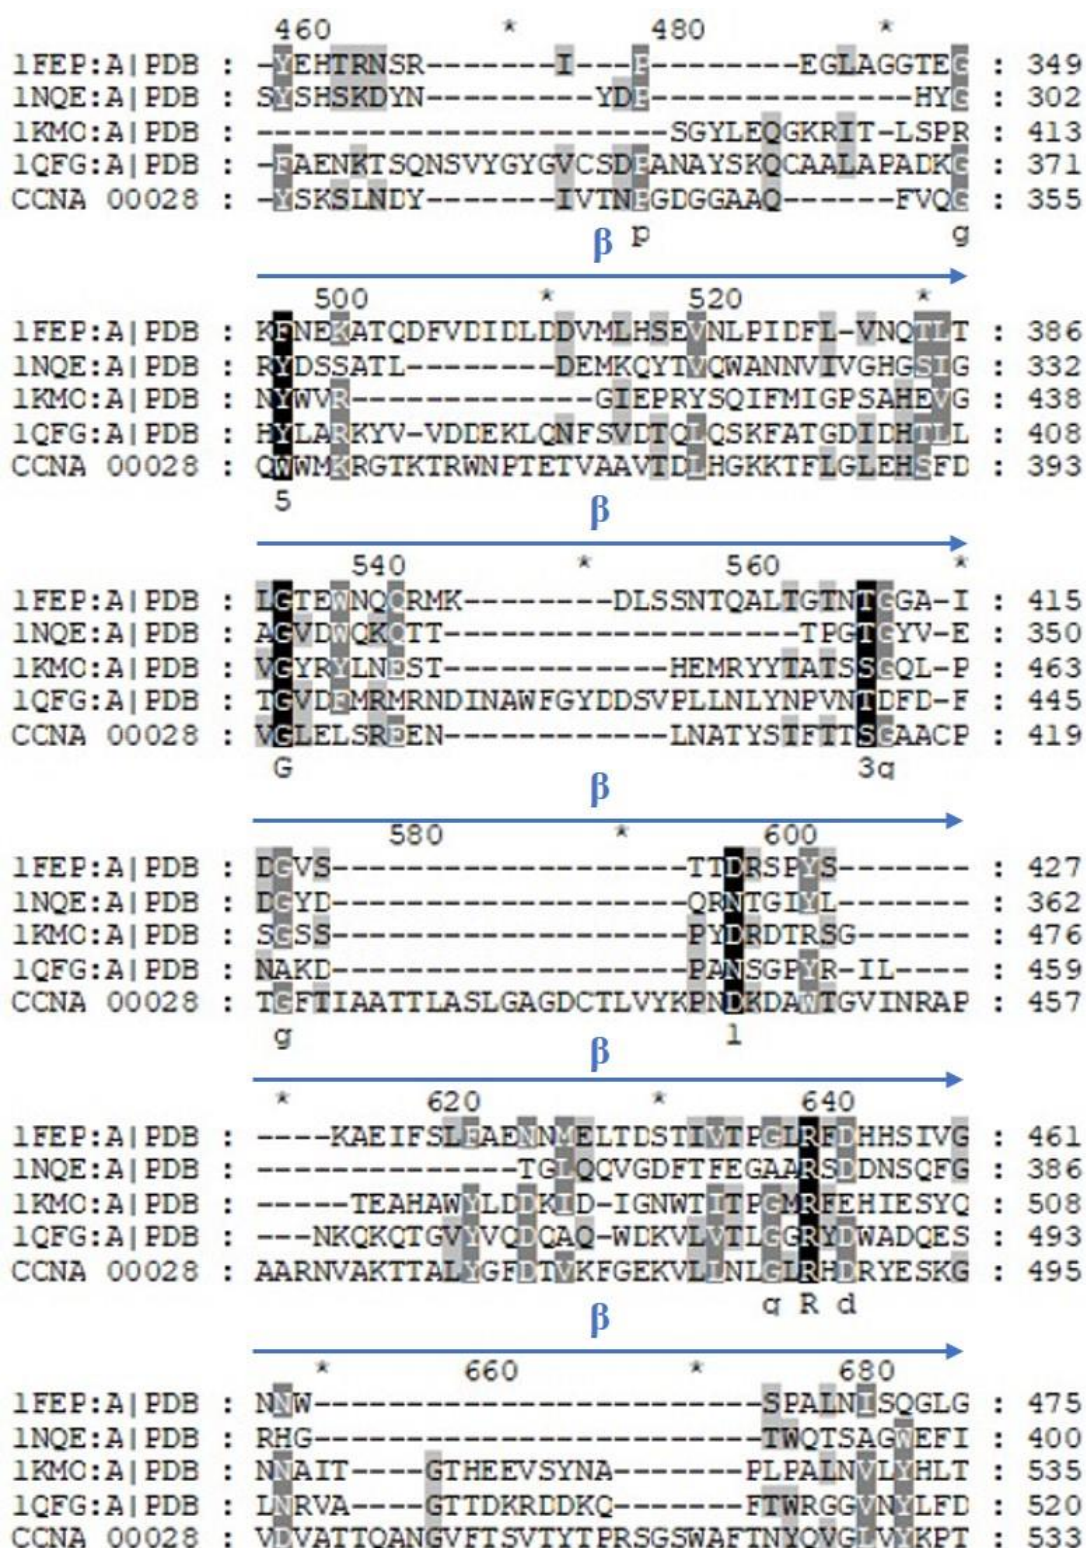 460 * 480 *
1FEP:A|PDB : -YEHTRNSR-------I---P--------EGLAGGTEG : 349
1NQE:A|PDB : SYSHSKDYN---------YDP--------------HYG : 302
1KMO:A|PDB : ----------------------SGYLEQGKRIT-LSPR : 413
1QFG:A|PDB : -FAENKTSQNSVYGYGVCSDPANAYSKQCAALAPADKG : 371
CCNA 00028 : -YSKSLNDY-------IVTNPGDGGAAQ------FVQG : 355
p g
β
500 * 520 *
1FEP:A|PDB : KFNEKATQDFVDIDLDDVMLHSEVNLPIDFL-VNQTLT : 386
1NQE:A|PDB : RYDSSATL--------DEMKQYTVQWANNVIVGHGSIG : 332
1KMO:A|PDB : NYWVR-------------GIEPRYSQIFMIGPSAHEVG : 438
1QFG:A|PDB : HYLARKYV-VDDEKLQNFSVDTQLQSKFATGDIDHTLL : 408
CCNA 00028 : QWWMKRGTKTRWNPTETVAAVTDLHGKKTFLGLEHSFD : 393
5
β
540 * 560 *
1FEP:A|PDB : LGTEWNQQRMK--------DLSSNTQALTGTNTGGA-I : 415
1NQE:A|PDB : AGVDWQKQTT-------------------TPGTGYV-E : 350
1KMO:A|PDB : VGYRYLNEST------------HEMRYYTATSSGQL-P : 463
1QFG:A|PDB : TGVDFMRMRNDINAWFGYDDSVPLLNLYNPVNTDFD-F : 445
CCNA 00028 : VGLELSREEN------------LNATYSTFTTSGAACP : 419
G 3g
β
580 * 600
1FEP:A|PDB : DGVS-------------------TTDRSPYS------- : 427
1NQE:A|PDB : DGYD-------------------QRNTGIYL------- : 362
1KMO:A|PDB : SGSS-------------------PYDRDTRSG------ : 476
1QFG:A|PDB : NAKD-------------------PANSGPYR-IL---- : 459
CCNA 00028 : TGFTIAATTLASLGAGDCTLVYKPNDKDAWTGVINRAP : 457
g 1
β
* 620 * 640
1FEP:A|PDB : ----KAEIFSLFAENNMELTDSTIVTPGLRFDHHSIVG : 461
1NQE:A|PDB : --------------TGLQQVGDFTFEGAARSDDNSQFG : 386
1KMO:A|PDB : -----TEAHAWYLDDKID-IGNWTITPGMRFEHIESYQ : 508
1QFG:A|PDB : ---NKQKQTGVYVQDQAQ-WDKVLVTLGGRYDWADQES : 493
CCNA 00028 : AARNVAKTTALYGFDTVKFGEKVLLNLGLRHDRYESKG : 495
g R d
β
* 660 * 680
1FEP:A|PDB : NNW------------------------SPALNISQGLG : 475
1NQE:A|PDB : RHG------------------------TWQTSAGWEFI : 400
1KMO:A|PDB : NNAIT----GTHEEVSYNA-------PLPALNVLYHLT : 535
1QFG:A|PDB : LNRVA----GTTDKRDDKQ-------FTWRGGVNYLFD : 520
CCNA 00028 : VDVATTQANGVFTSVTYTPRSGSWAFTNYQVGLVYKPT : 533